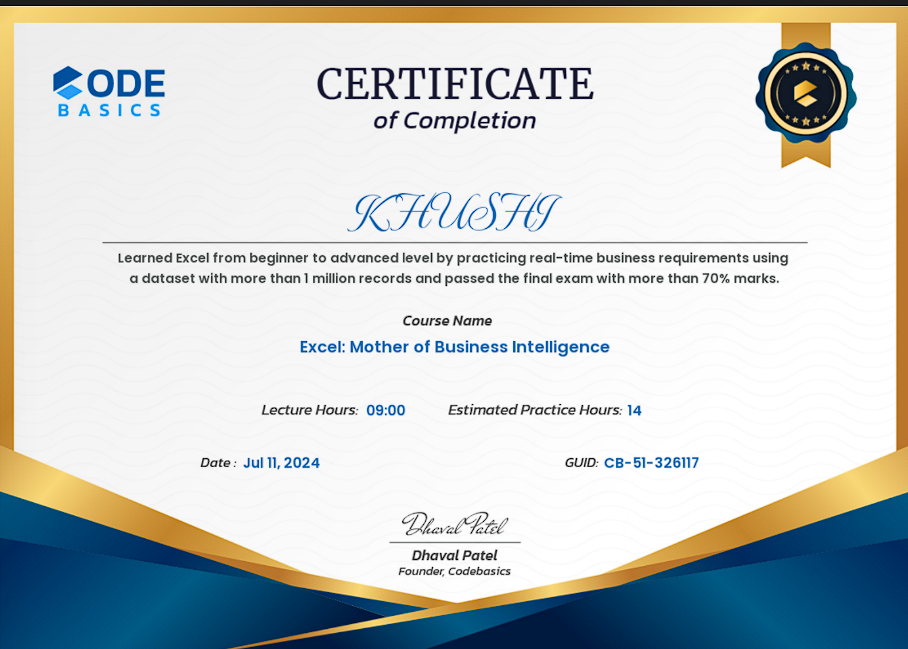 CODE
BASICS
CERTIFICATE
of Completion
KHUSHI
Learned Excel from beginner to advanced level by practicing real-time business requirements using
a dataset with more than 1 million records and passed the final exam with more than 70% marks.
Course Name
Excel: Mother of Business Intelligence
Lecture Hours: 09:00 Estimated Practice Hours: 14
Date : Jul 11, 2024 GUID: CB-51-326117
Dhaval Patel
Dhaval Patel
Founder, Codebasics